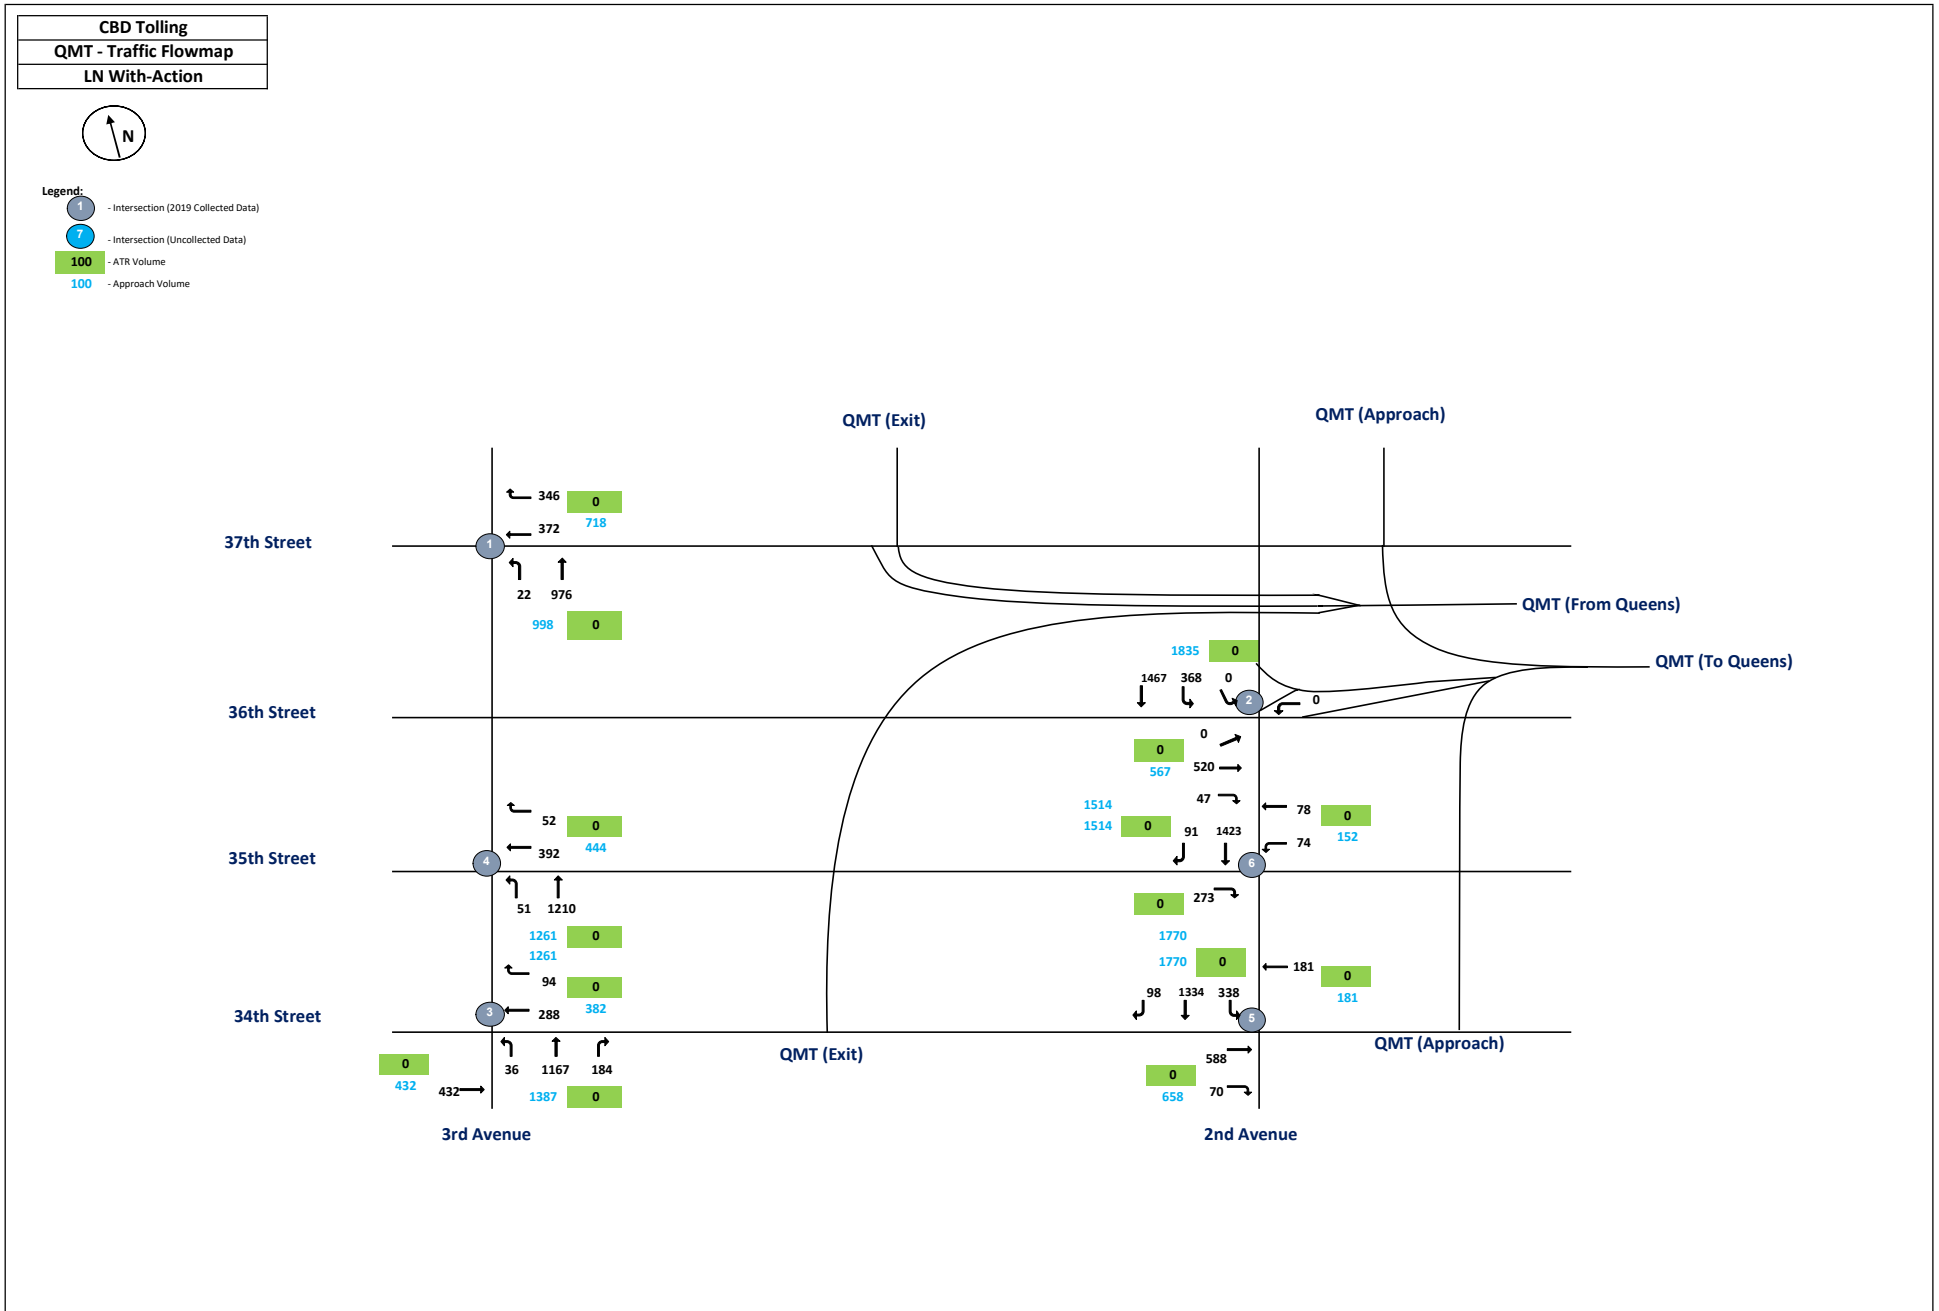 CBD Tolling
QMT - Traffic Flowmap
LN With-Action
N
Legend:
1 - Intersection (2019 Collected Data)
7 - Intersection (Uncollected Data)
100 - ATR Volume
100 - Approach Volume
QMT (Exit)
QMT (Approach)
346 0
718
372
37th Street
1
22 976
998 0
QMT (From Queens)
1835 0
QMT (To Queens)
1467 368 0
2
0
36th Street
0
0
567 520
47
1514
1514 0
91 1423
78 0
152
74
52 0
444
392
35th Street
4
6
51 1210
273
0
1261 0
1261
1770
1770 0
181 0
181
94 0
382
288
98 1334 338
34th Street
3
5
QMT (Exit)
QMT (Approach)
0
432 432
36 1167 184
1387 0
588
0
658 70
3rd Avenue
2nd Avenue